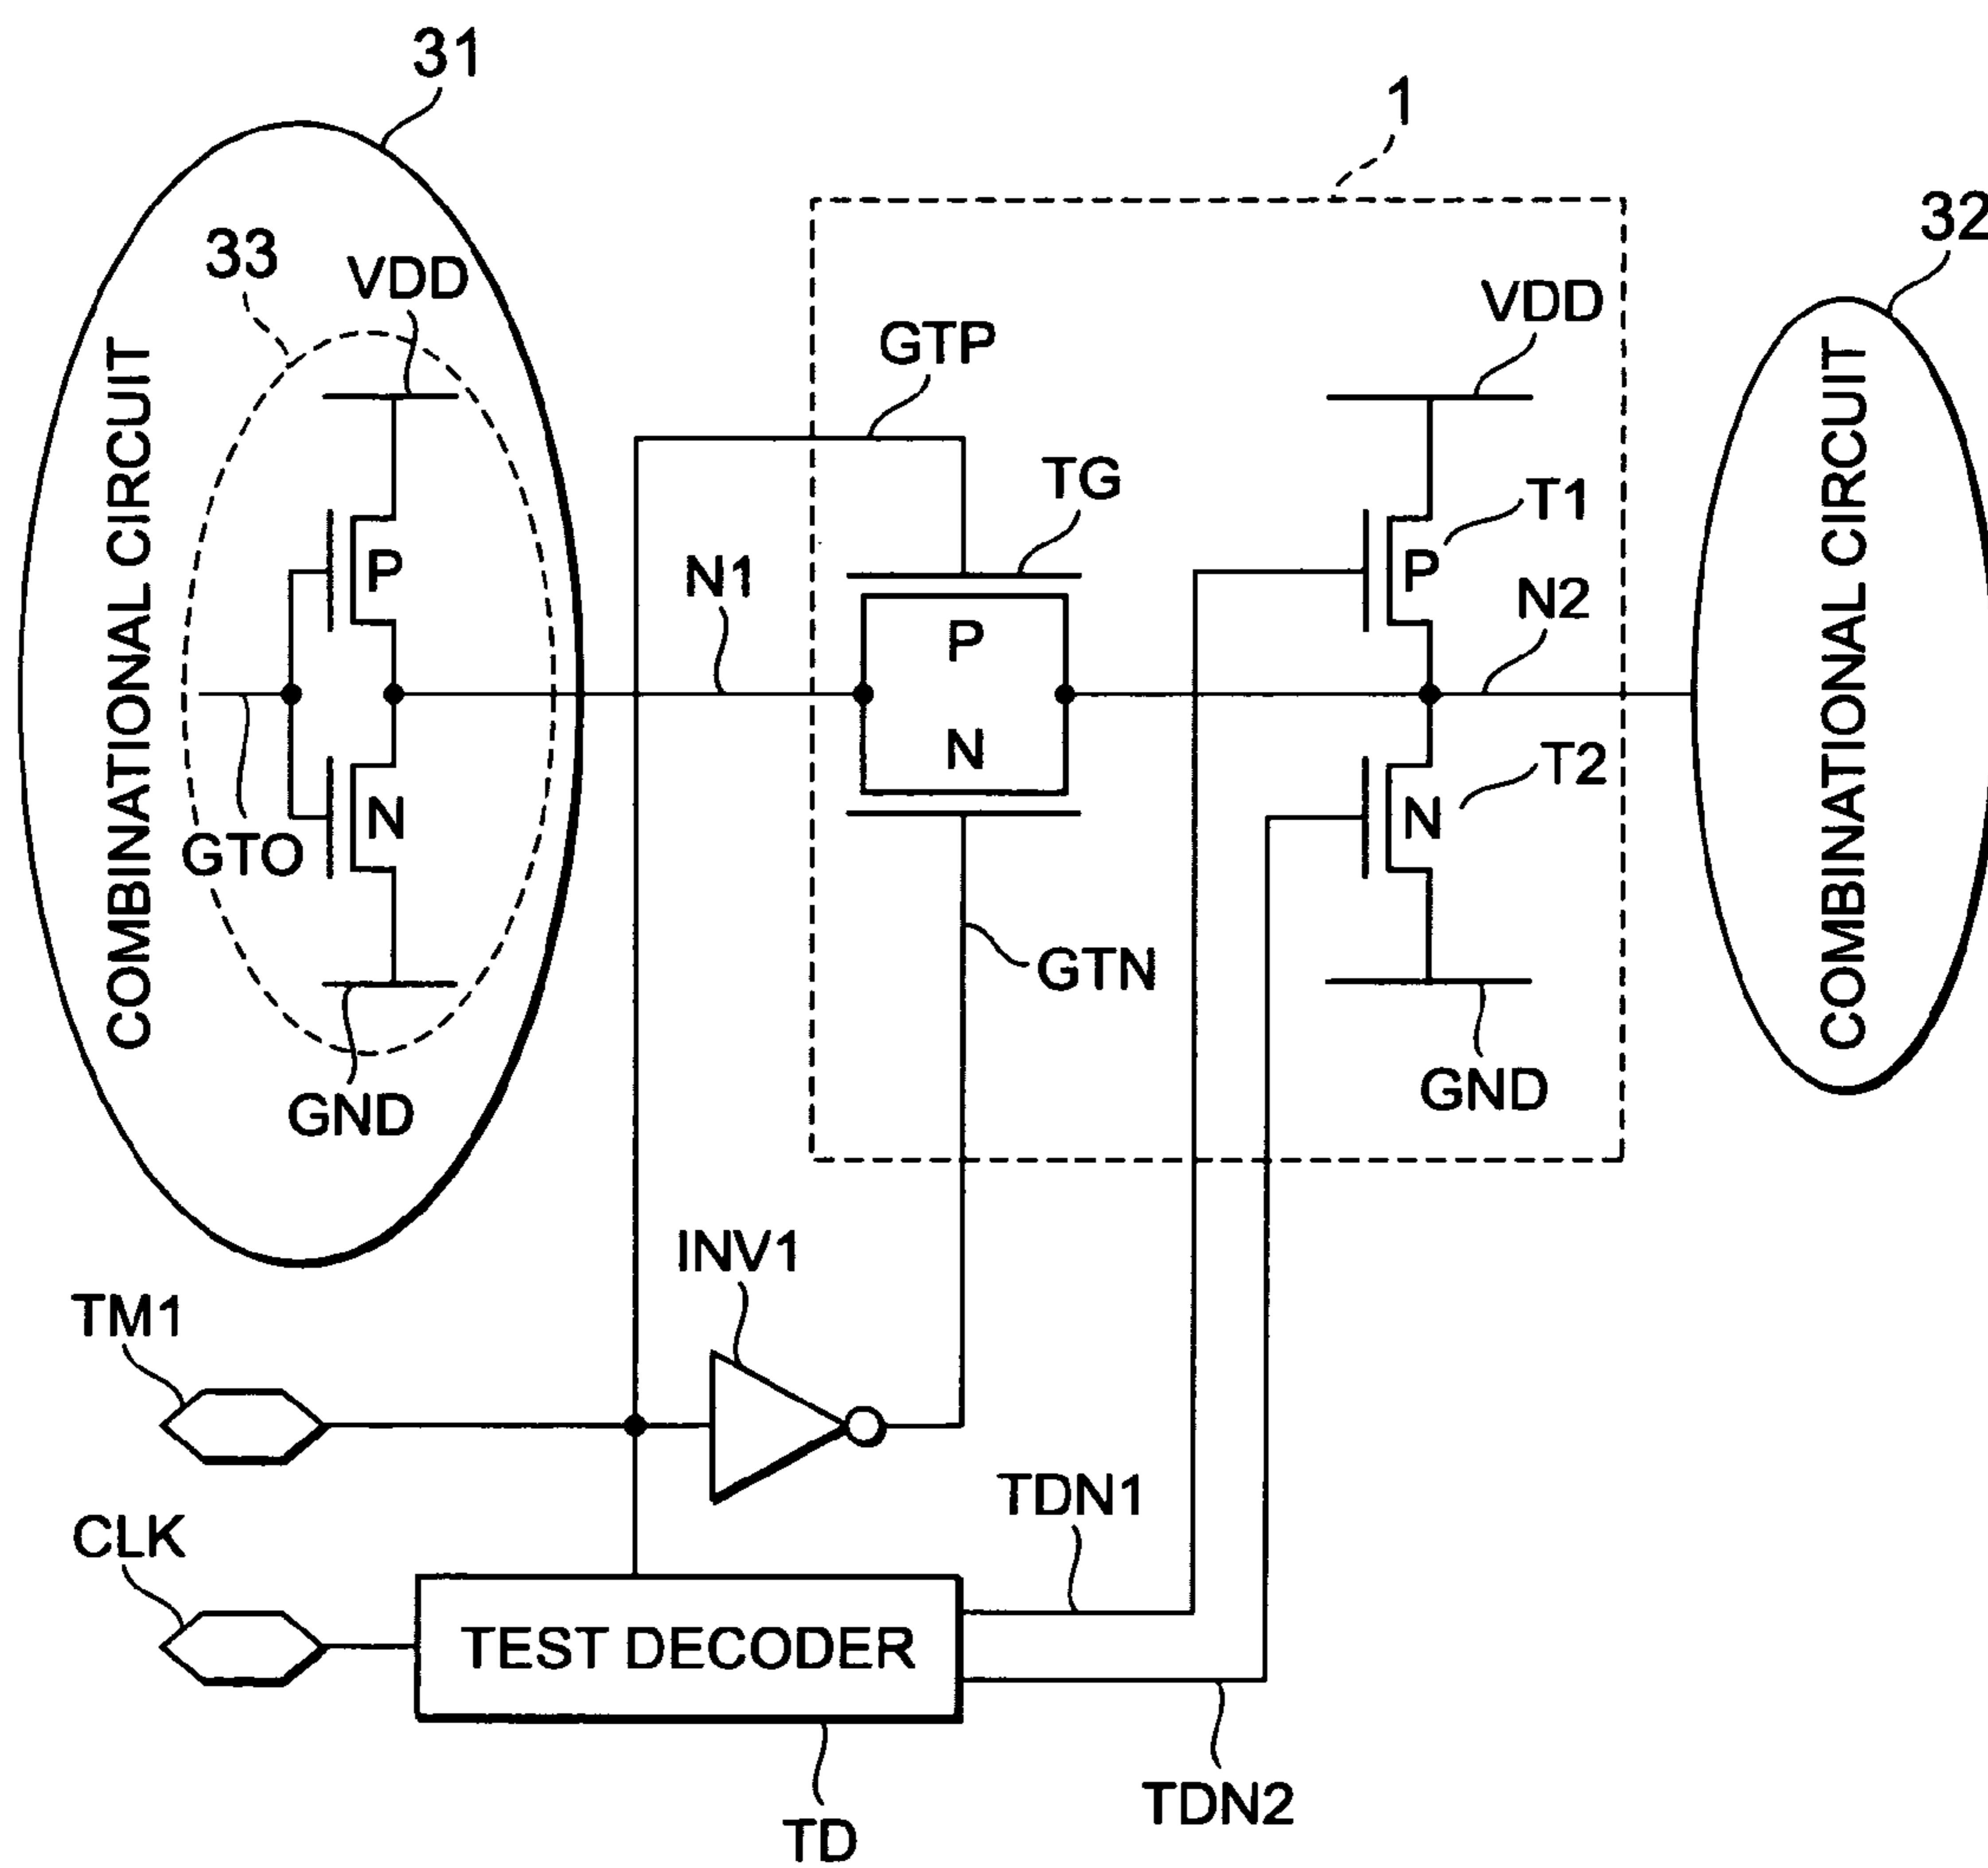 31
1
32
33
VDD
VDD
GTP
TG
T1
N1
N2
P
P
P
N
N
N
T2
COMBINATIONAL CIRCUIT
COMBINATIONAL CIRCUIT
GTO
GTN
GND
GND
INV1
TM1
TDN1
CLK
TEST DECODER
TDN2
TD